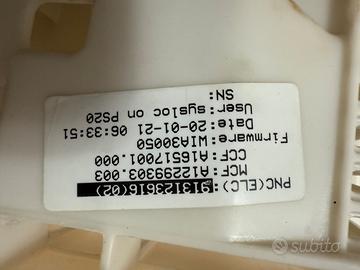 PNC(ELC): 913123616(02)
MCF: A12299303.003
CCF: A16517001.000
Firmware: WIA30050
Date: 20-01-21 06:33:51
User: sysloc on PS20
SN:
subito